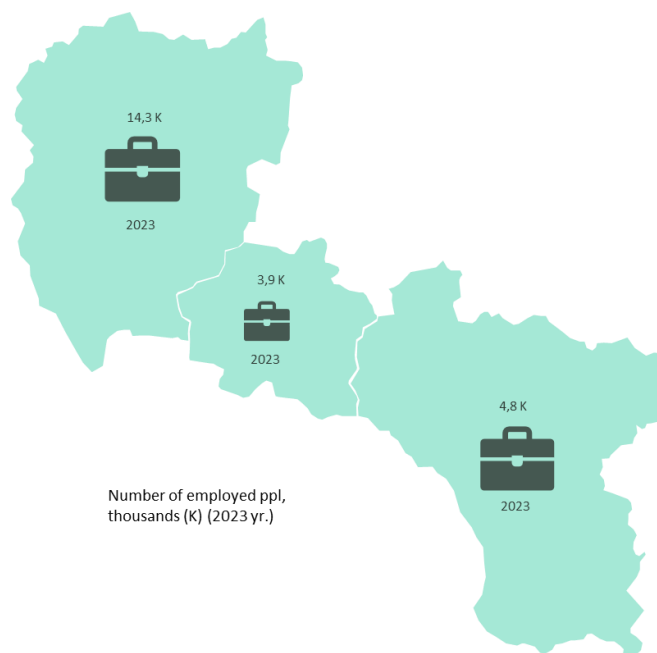 14,3 K
2023
3,9 K
2023
4,8 K
2023
Number of employed ppl,
thousands (K) (2023 yr.)